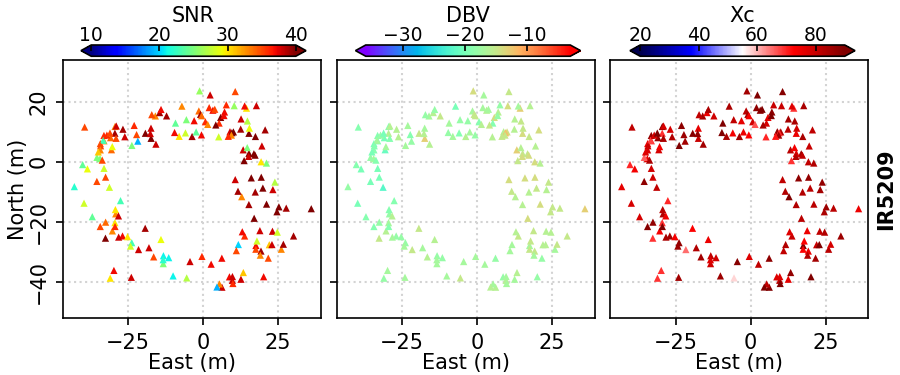 SNR DBV Xc
10 20 30 40 −30 −20 −10 20 40 60 80
20
0
−20
−40
North (m)
IR5209
−25 0 25 −25 0 25 −25 0 25
East (m) East (m) East (m)